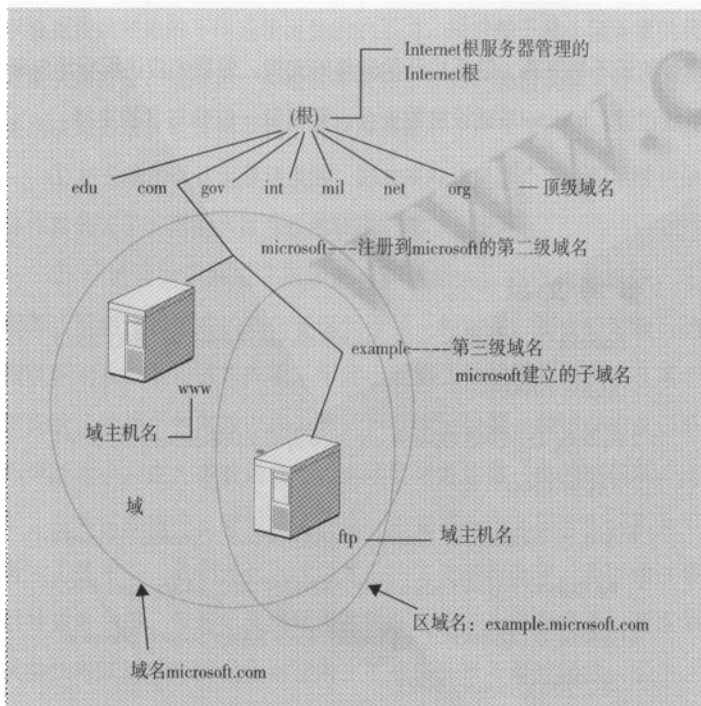 Internet根服务器管理的
Internet根
(根)
edu com gov int mil net org —顶级域名
microsoft----注册到microsoft的第二级域名
example----第三级域名
microsoft建立的子域名
www
域主机名
域
ftp 域主机名
区域名：example.microsoft.com
域名microsoft.com
www.c